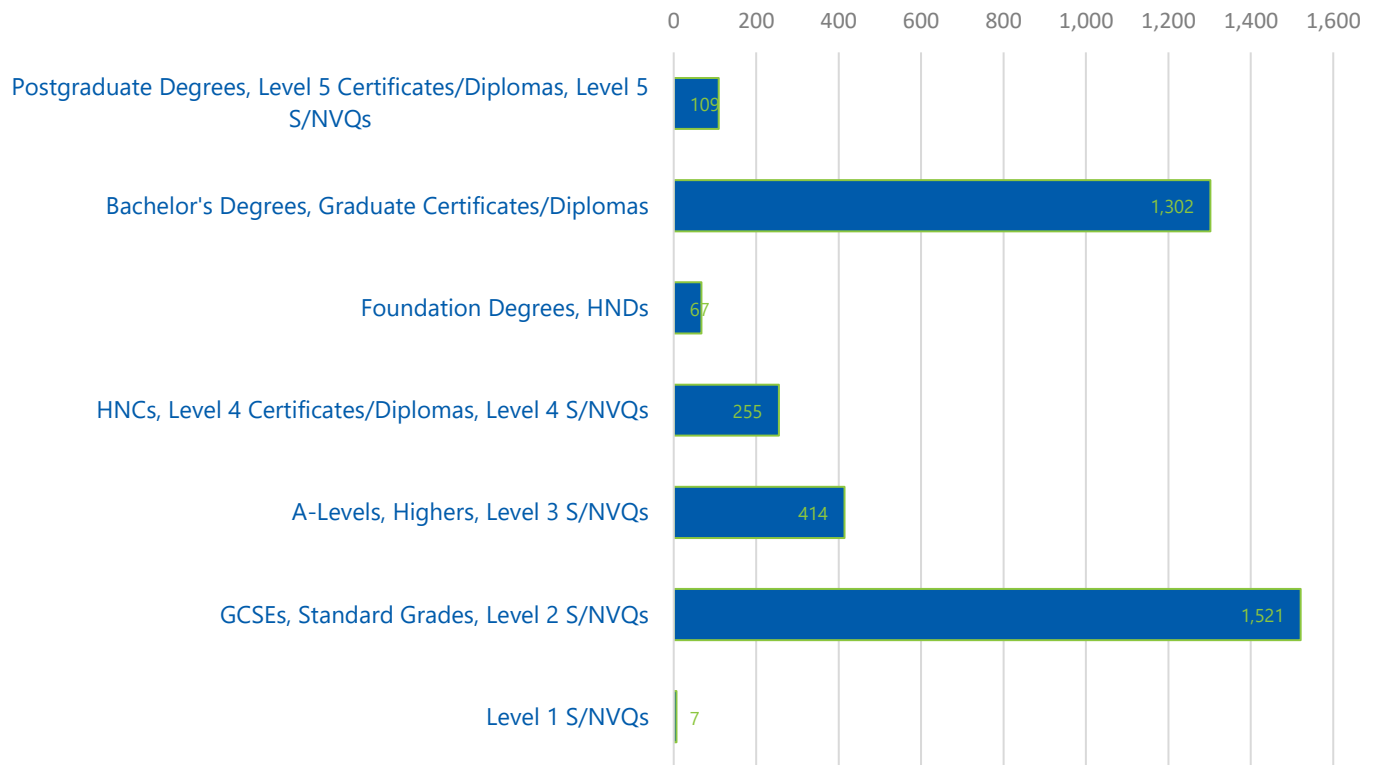 0 200 400 600 800 1,000 1,200 1,400 1,600
Postgraduate Degrees, Level 5 Certificates/Diplomas, Level 5
S/NVQs
109
Bachelor's Degrees, Graduate Certificates/Diplomas
1,302
Foundation Degrees, HNDs
67
HNCs, Level 4 Certificates/Diplomas, Level 4 S/NVQs
255
A-Levels, Highers, Level 3 S/NVQs
414
GCSEs, Standard Grades, Level 2 S/NVQs
1,521
Level 1 S/NVQs
7